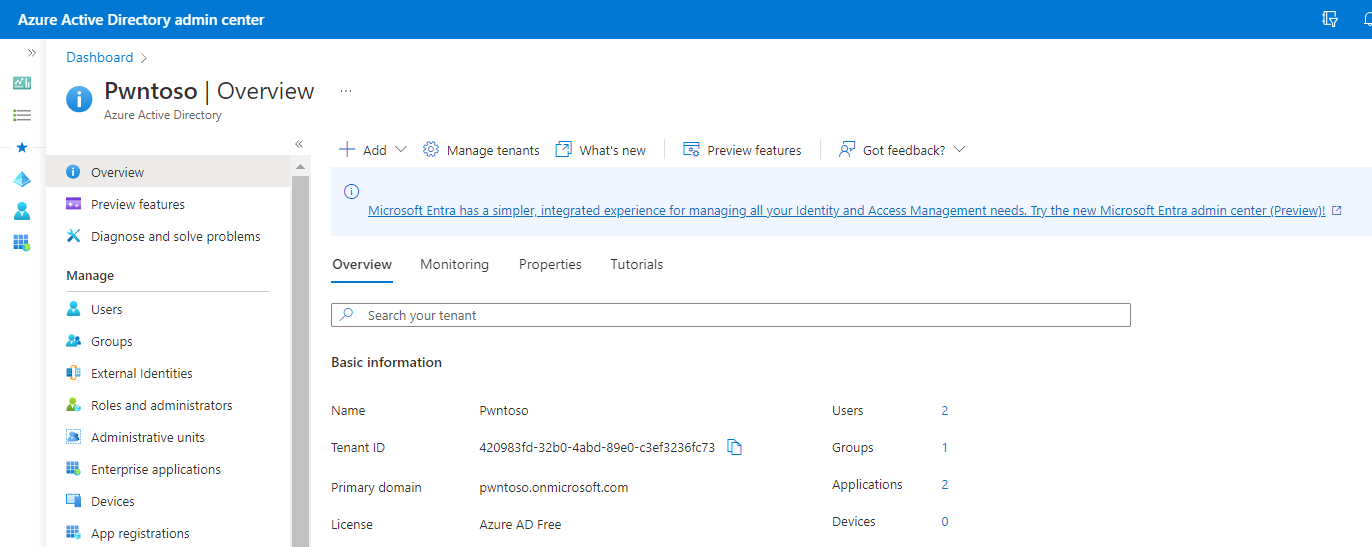 Azure Active Directory admin center
Dashboard
Pwntoso | Overview
Azure Active Directory
Add
Manage tenants
What's new
Preview features
Got feedback?
Overview
Preview features
Diagnose and solve problems
Manage
Users
Groups
External Identities
Roles and administrators
Administrative units
Enterprise applications
Devices
App registrations
Microsoft Entra has a simpler, integrated experience for managing all your Identity and Access Management needs. Try the new Microsoft Entra admin center (Preview)!
Overview Monitoring Properties Tutorials
Search your tenant
Basic information
Name Pwntoso Users 2
Tenant ID 420983fd-32b0-4abd-89e0-c3ef3236fc73 Groups 1
Primary domain pwntoso.onmicrosoft.com Applications 2
License Azure AD Free Devices 0